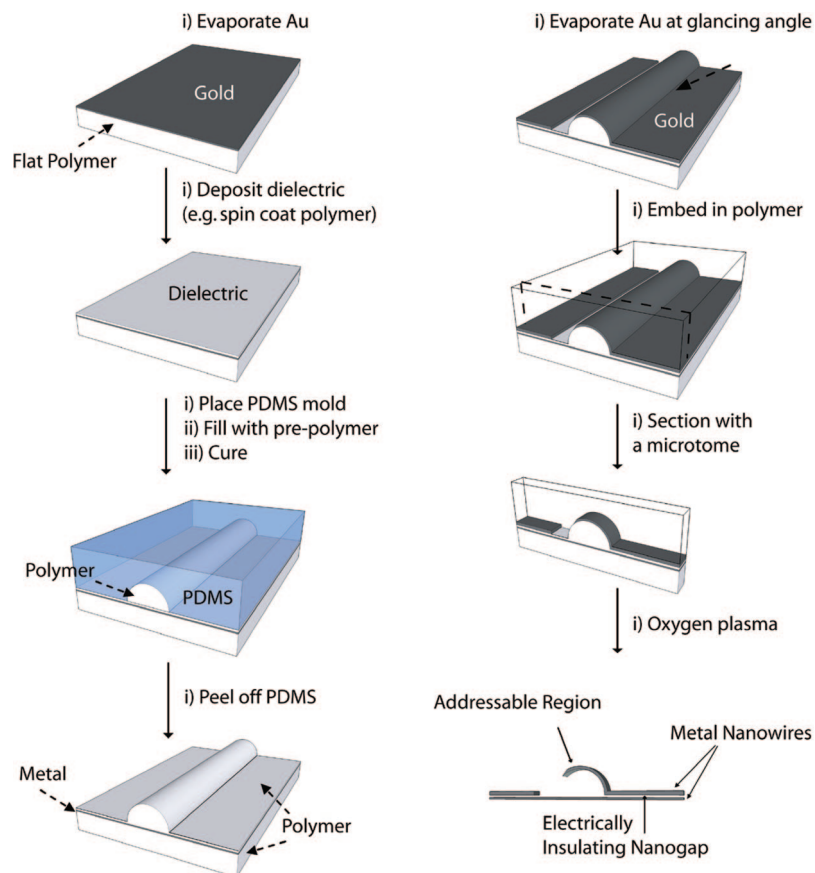 i) Evaporate Au
Gold
Flat Polymer
i) Deposit dielectric
(e.g. spin coat polymer)
Dielectric
i) Place PDMS mold
ii) Fill with pre-polymer
iii) Cure
Polymer
PDMS
i) Peel off PDMS
Metal
Polymer
i) Evaporate Au at glancing angle
Gold
i) Embed in polymer
i) Section with
a microtome
i) Oxygen plasma
Addressable Region
Metal Nanowires
Electrically
Insulating Nanogap